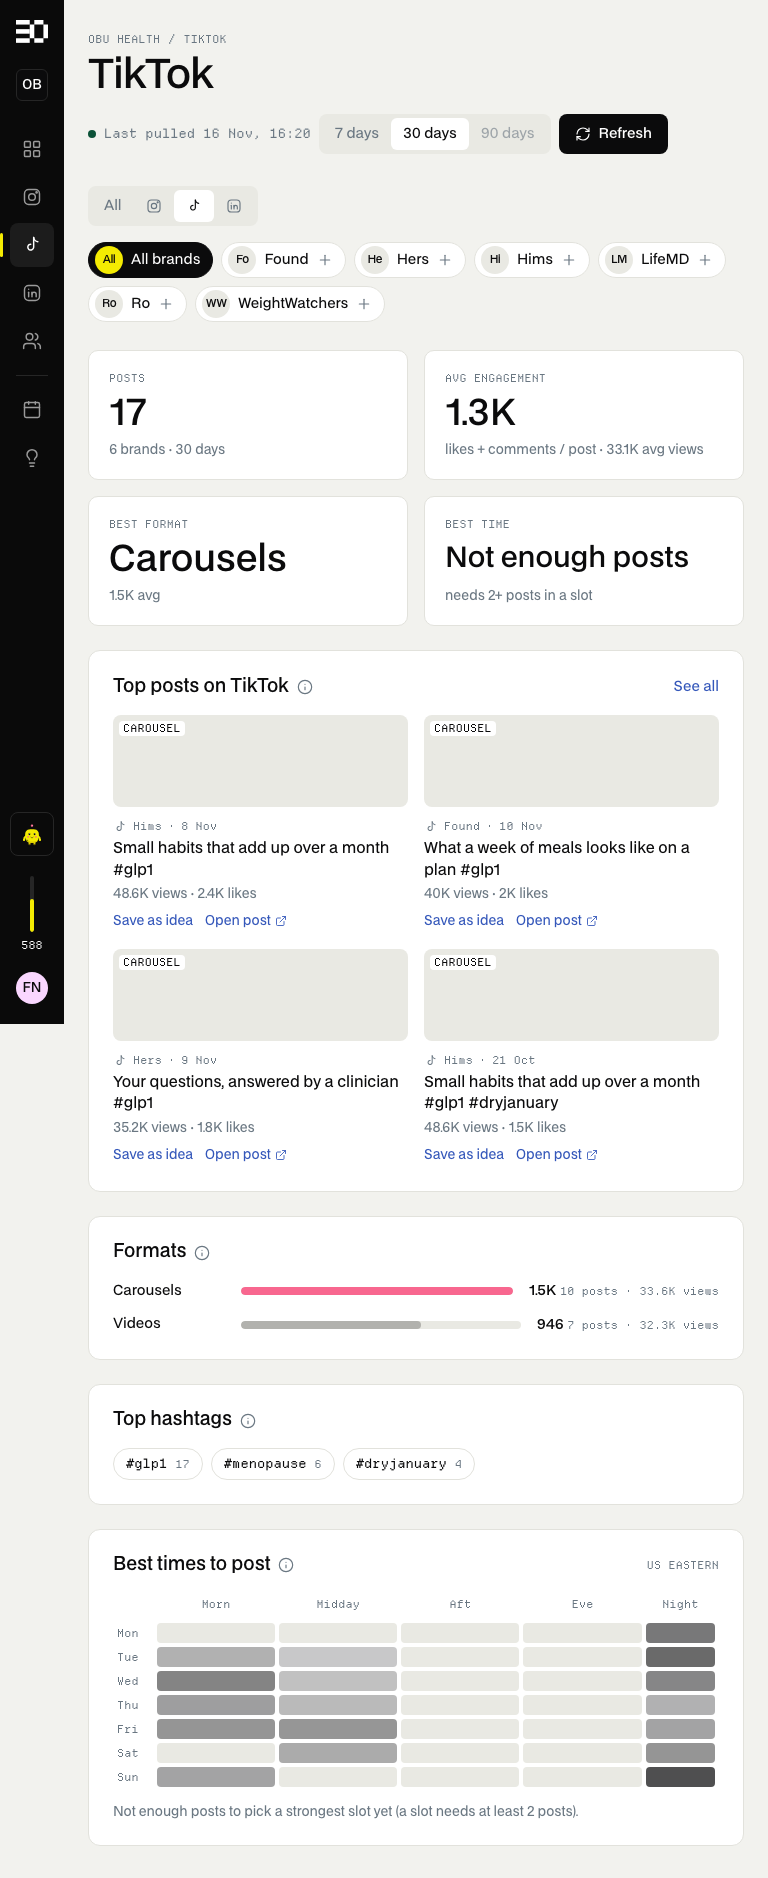 OBU HEALTH / TIKTOK
TikTok
OB
Last pulled 16 Nov, 16:20
7 days 30 days 90 days
Refresh
All
All All brands
Fo Found
He Hers
Hi Hims
LM LifeMD
Ro Ro
WW WeightWatchers
POSTS
17
6 brands · 30 days
AVG ENGAGEMENT
1.3K
likes + comments / post · 33.1K avg views
BEST FORMAT
Carousels
1.5K avg
BEST TIME
Not enough posts
needs 2+ posts in a slot
Top posts on TikTok
See all
CAROUSEL
Hims · 8 Nov
Small habits that add up over a month
#glp1
48.6K views · 2.4K likes
Save as idea Open post
CAROUSEL
Found · 10 Nov
What a week of meals looks like on a
plan #glp1
40K views · 2K likes
Save as idea Open post
CAROUSEL
Hers · 9 Nov
Your questions, answered by a clinician
#glp1
35.2K views · 1.8K likes
Save as idea Open post
CAROUSEL
Hims · 21 Oct
Small habits that add up over a month
#glp1 #dryjanuary
48.6K views · 1.5K likes
Save as idea Open post
588
FN
Formats
Carousels 1.5K 10 posts · 33.6K views
Videos 946 7 posts · 32.3K views
Top hashtags
#glp1 17 #menopause 6 #dryjanuary 4
Best times to post
US EASTERN
Morn Midday Aft Eve Night
Mon
Tue
Wed
Thu
Fri
Sat
Sun
Not enough posts to pick a strongest slot yet (a slot needs at least 2 posts).